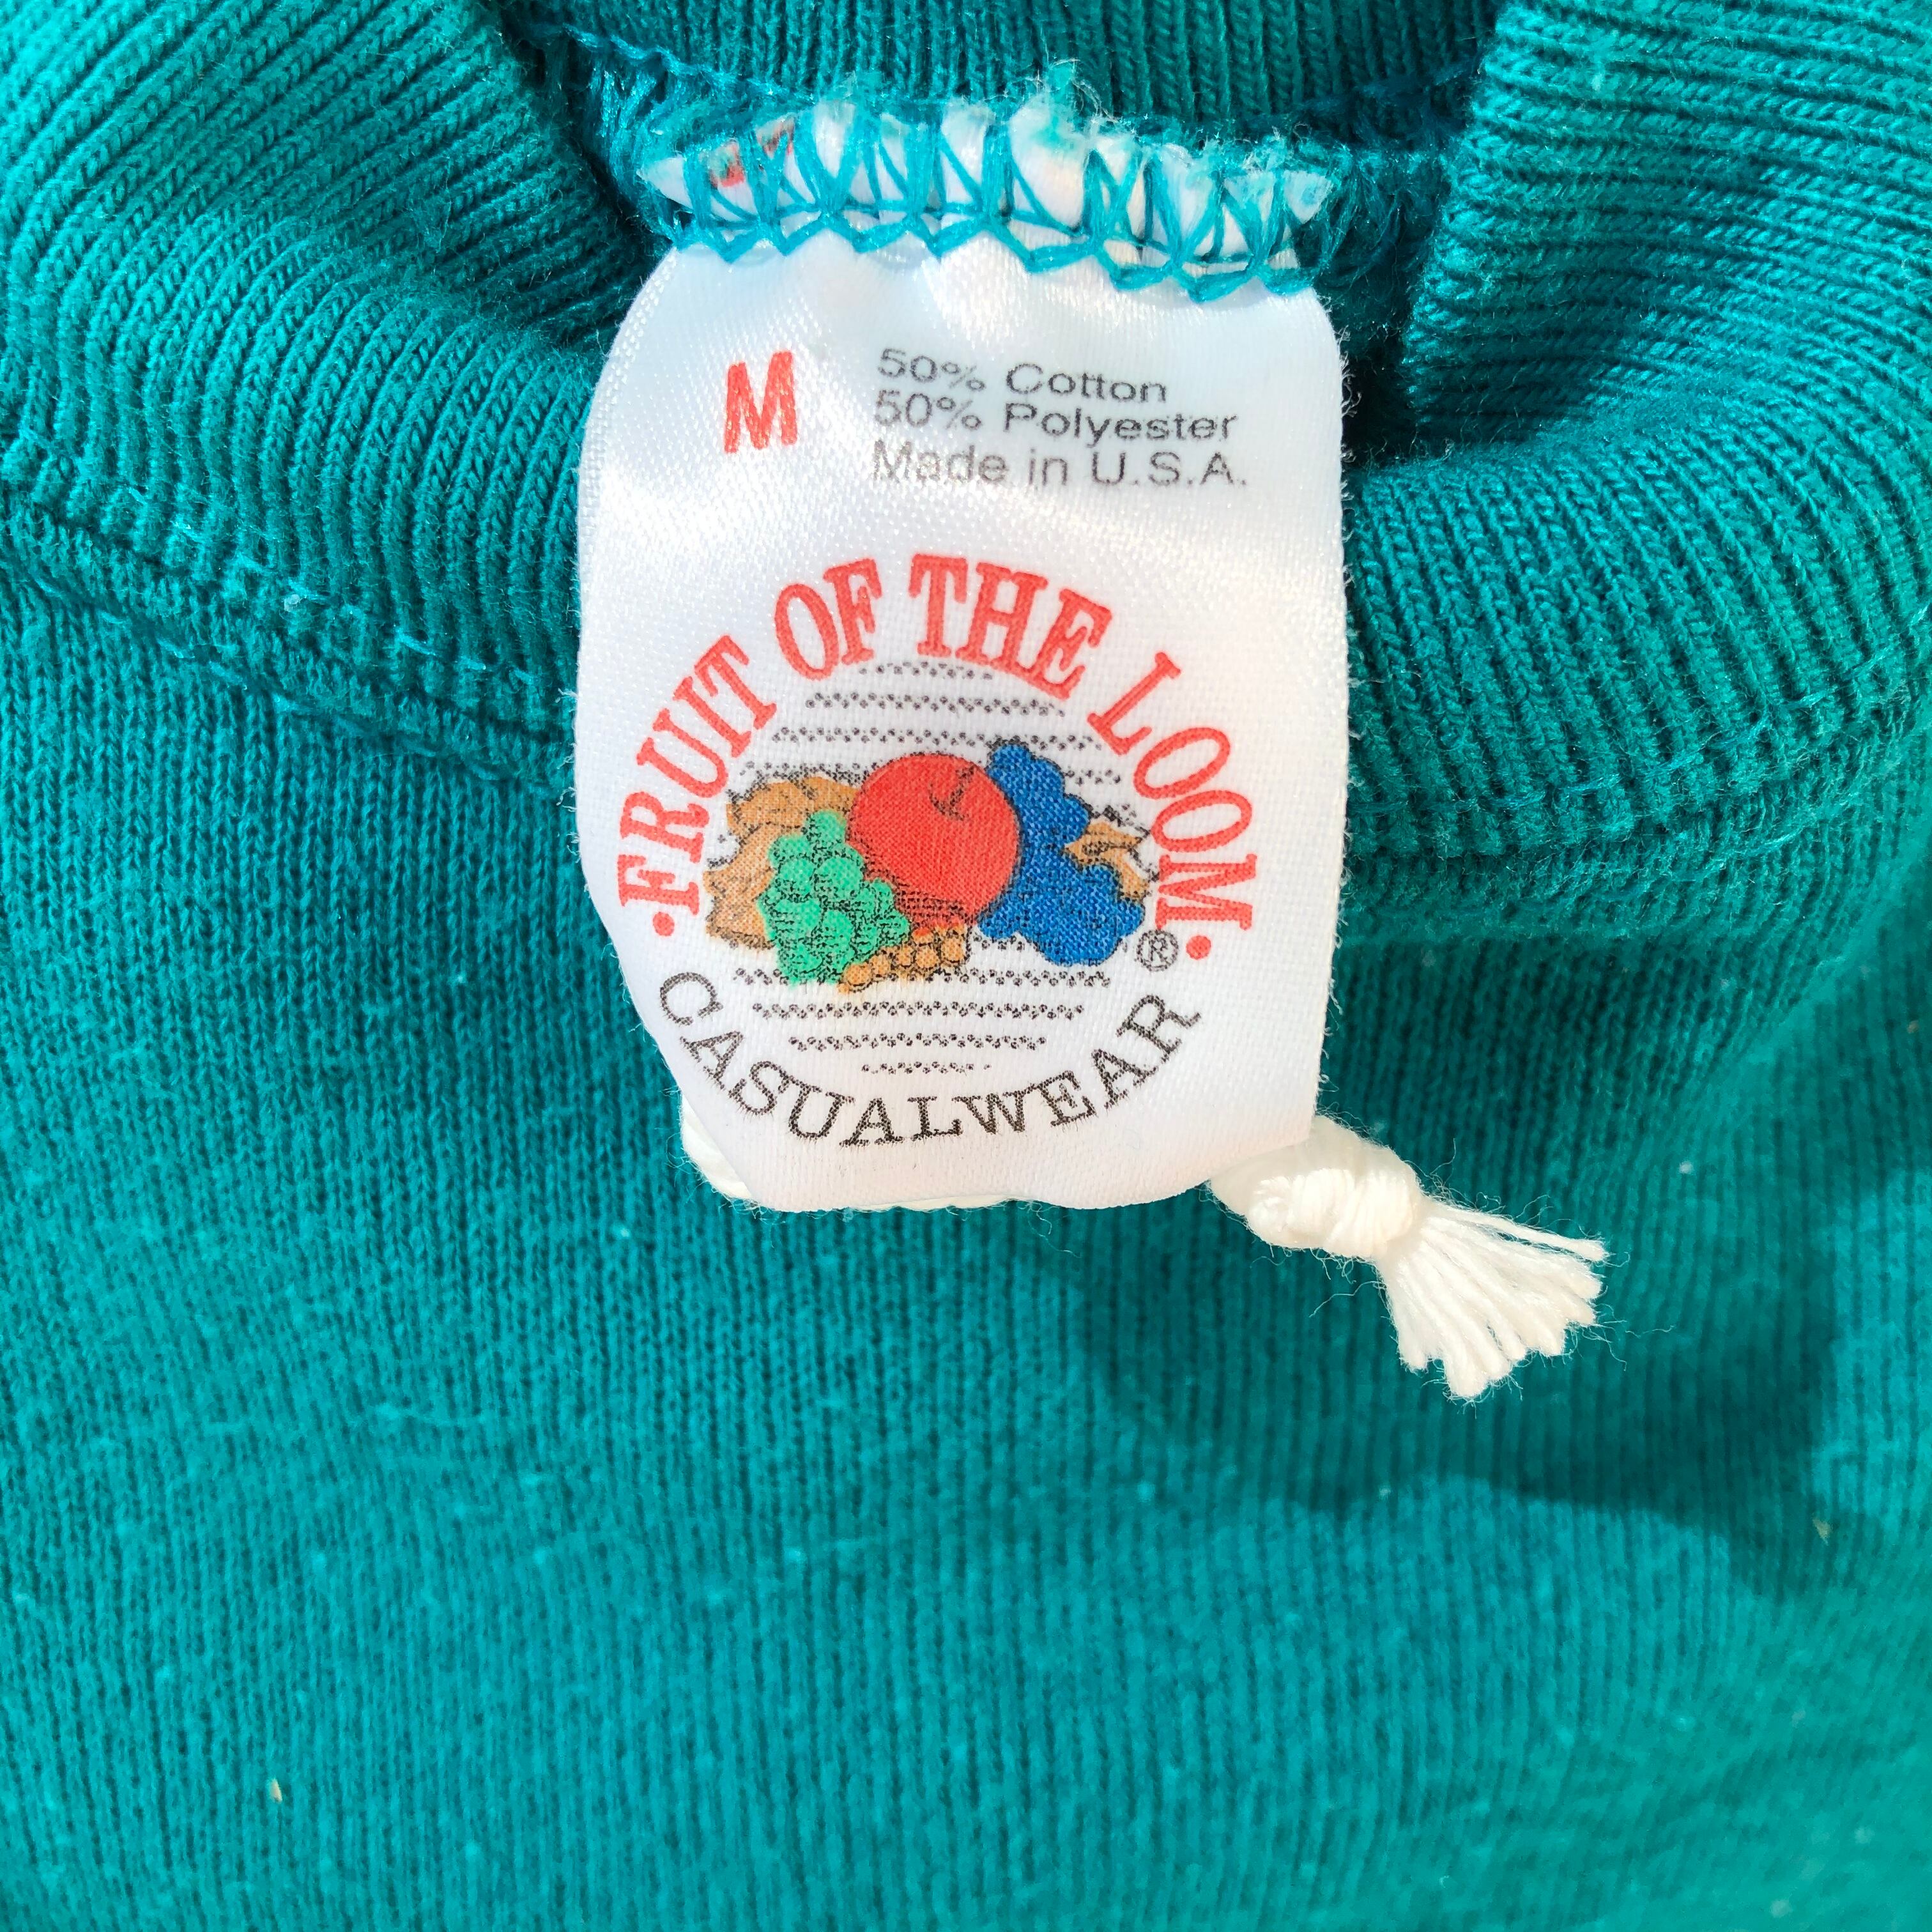 M
50% Cotton
50% Polyester
Made in U.S.A.
·FRUIT OF THE LOOM·
®
CASUALWEAR